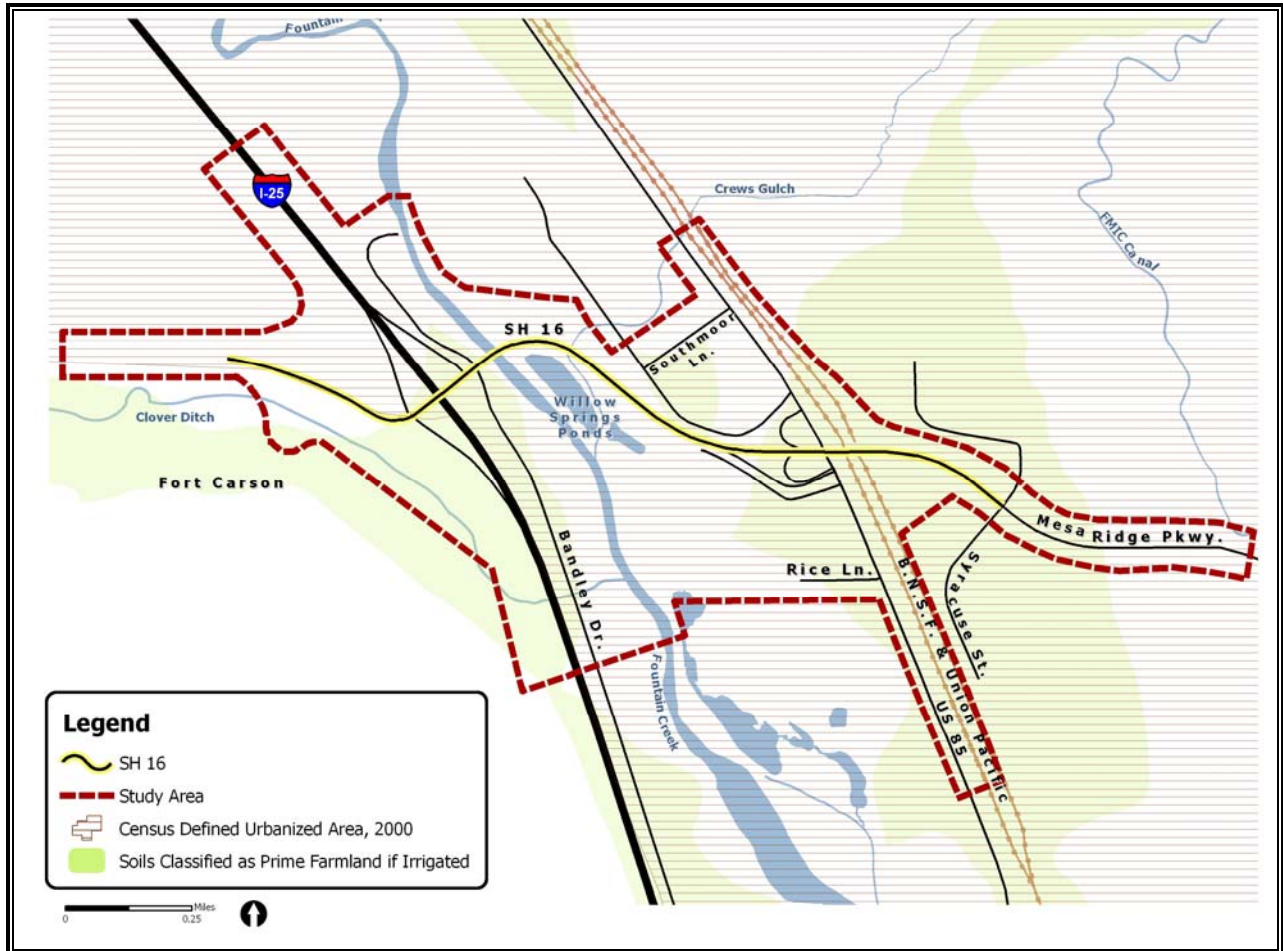 Fountain
I-25
Crews Gulch
FMIC Canal
SH 16
Southmoor
Ln.
Willow
Springs
Ponds
Clover Ditch
Fort Carson
Mesa Ridge Pkwy.
Bandley Dr.
Rice Ln.
B.N.S.F. & Union Pacific
Syracuse St.
US 85
Fountain Creek
Legend
SH 16
Study Area
Census Defined Urbanized Area, 2000
Soils Classified as Prime Farmland if Irrigated
Miles
0 0.25